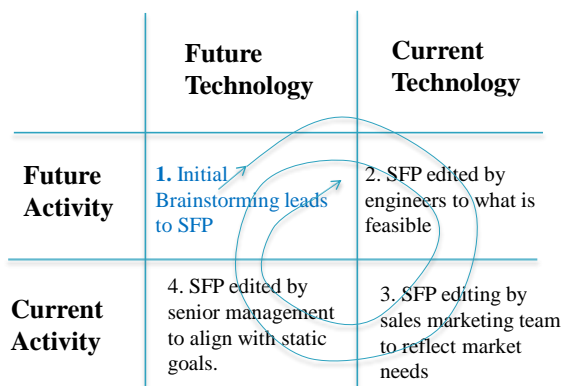 Future
Technology
Current
Technology
Future
Activity
1. Initial
Brainstorming leads
to SFP
2. SFP edited by
engineers to what is
feasible
Current
Activity
4. SFP edited by
senior management
to align with static
goals.
3. SFP editing by
sales marketing team
to reflect market
needs